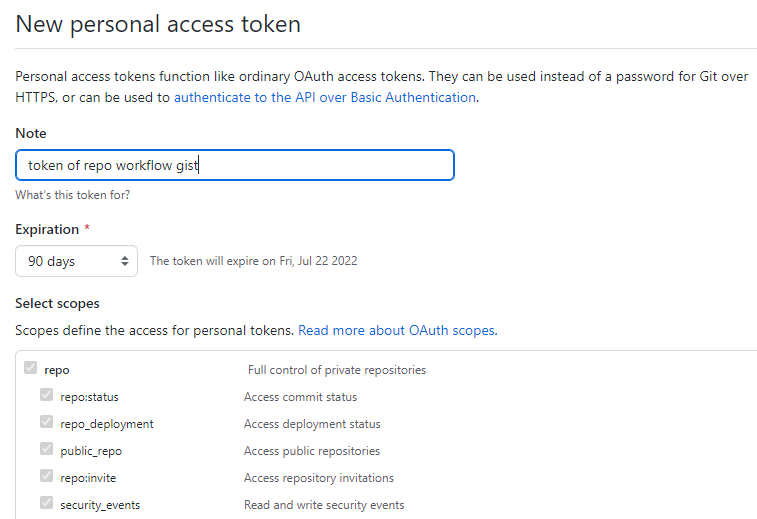 New personal access token
Personal access tokens function like ordinary OAuth access tokens. They can be used instead of a password for Git over
HTTPS, or can be used to authenticate to the API over Basic Authentication.
Note
token of repo workflow gist
What's this token for?
Expiration *
90 days The token will expire on Fri, Jul 22 2022
Select scopes
Scopes define the access for personal tokens. Read more about OAuth scopes.
repo Full control of private repositories
repo:status Access commit status
repo_deployment Access deployment status
public_repo Access public repositories
repo:invite Access repository invitations
security_events Read and write security events